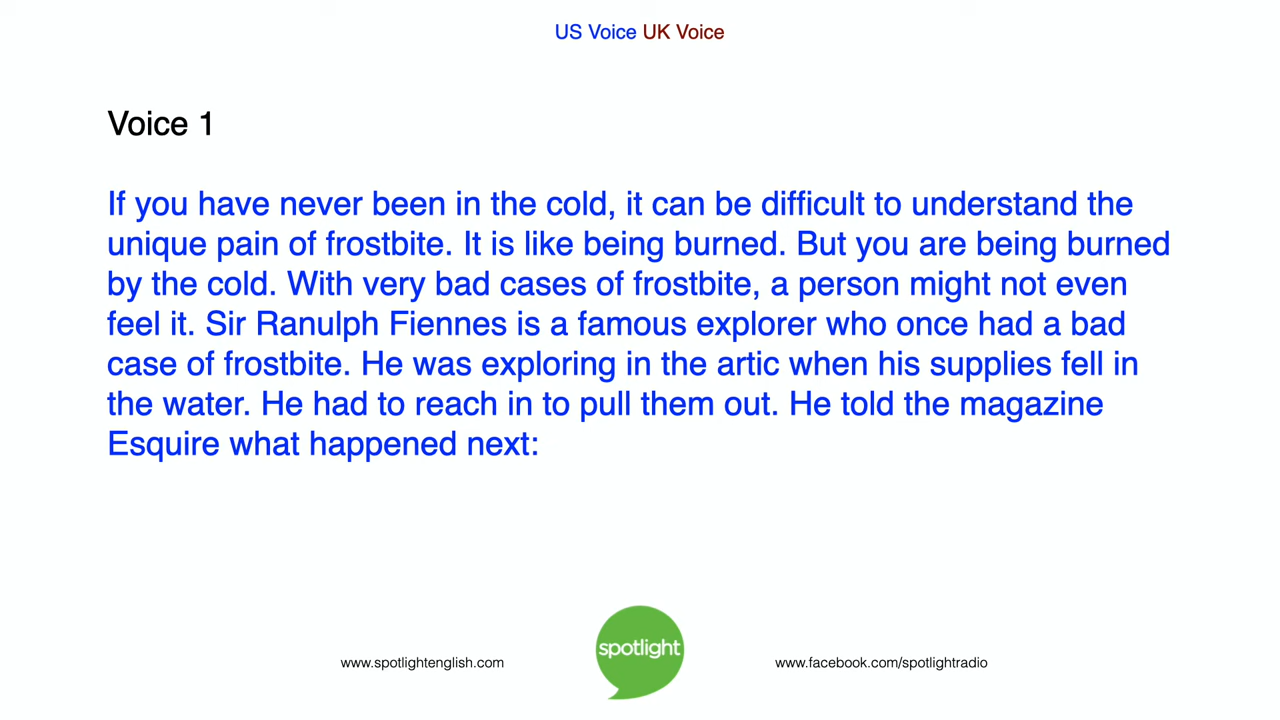 US Voice UK Voice
Voice 1
If you have never been in the cold, it can be difficult to understand the
unique pain of frostbite. It is like being burned. But you are being burned
by the cold. With very bad cases of frostbite, a person might not even
feel it. Sir Ranulph Fiennes is a famous explorer who once had a bad
case of frostbite. He was exploring in the artic when his supplies fell in
the water. He had to reach in to pull them out. He told the magazine
Esquire what happened next:
www.spotlightenglish.com
spotlight
www.facebook.com/spotlightradio